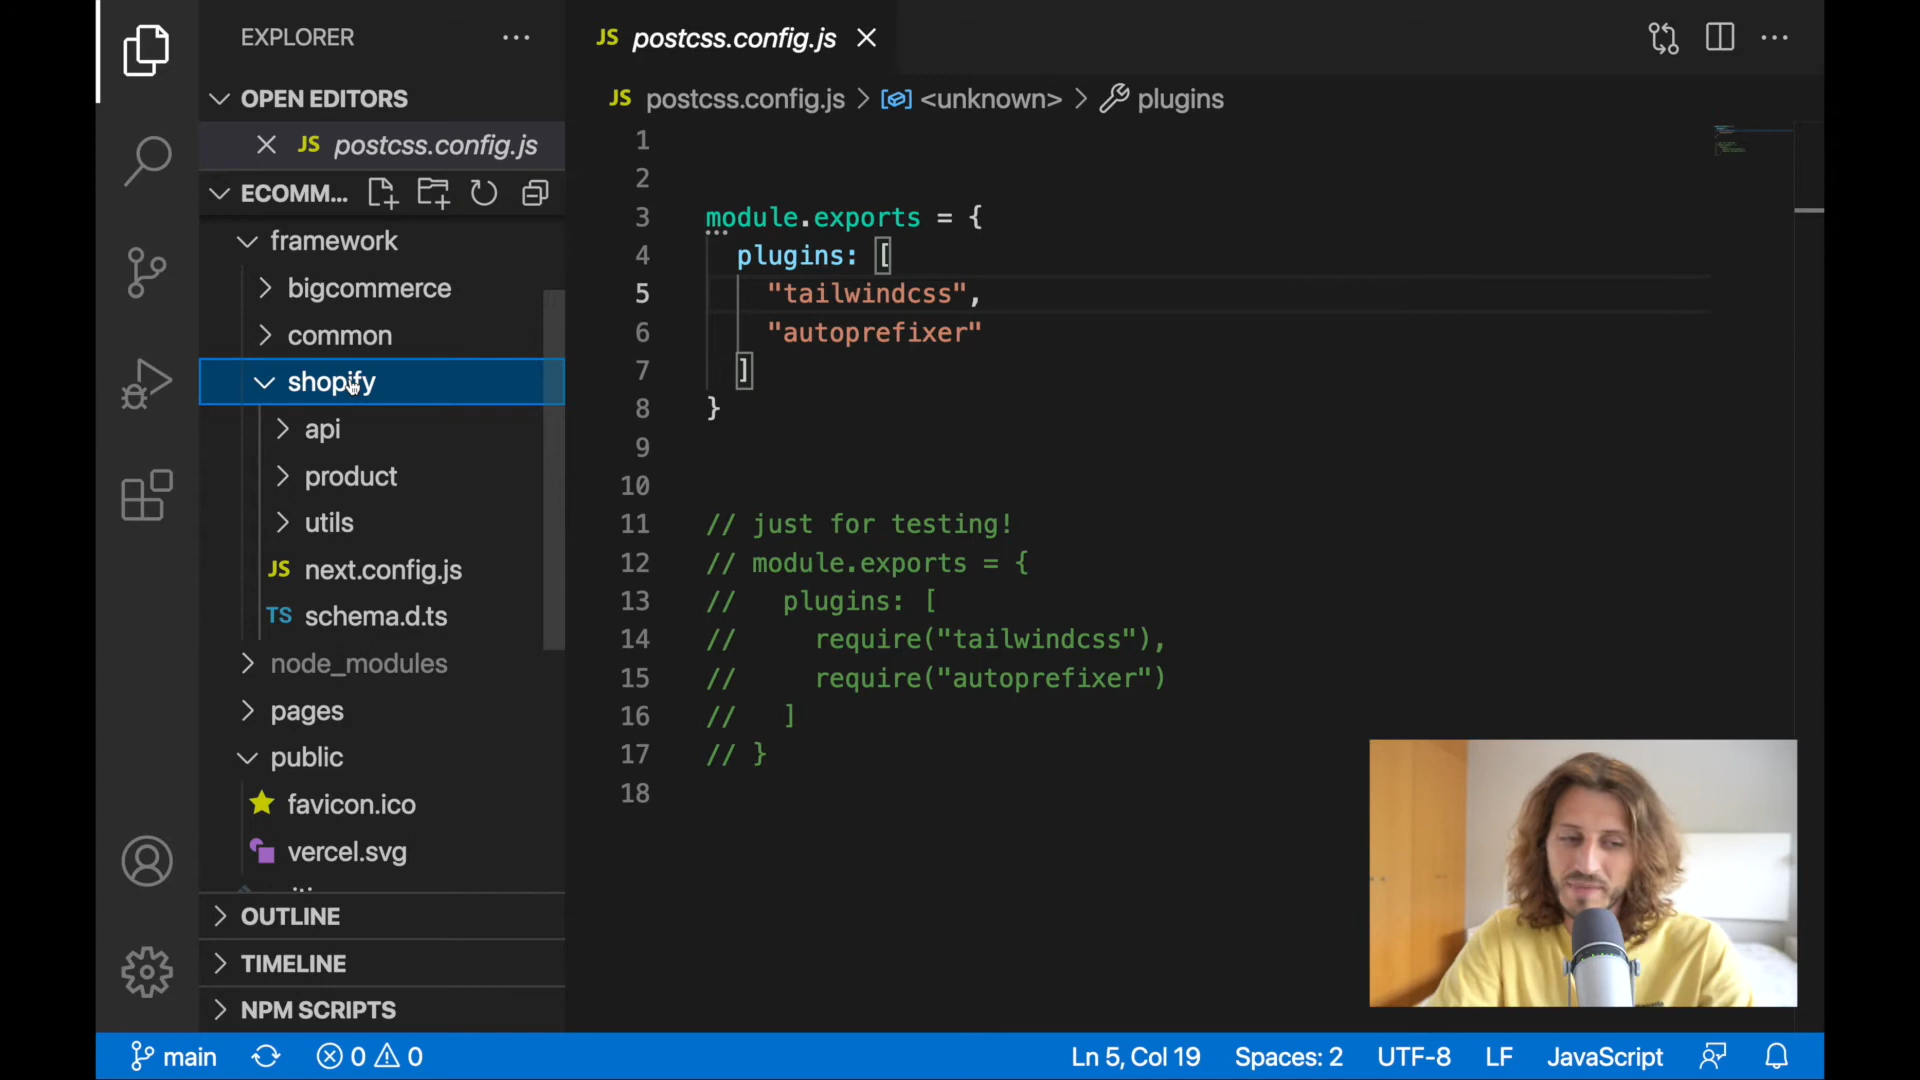 EXPLORER
OPEN EDITORS
JS postcss.config.js
ECOMM...
framework
bigcommerce
common
shopify
api
product
utils
JS next.config.js
TS schema.d.ts
node_modules
pages
public
favicon.ico
vercel.svg
OUTLINE
TIMELINE
NPM SCRIPTS
JS postcss.config.js
JS postcss.config.js > <unknown> > plugins
1
2
3 module.exports = {
4 plugins: [
5 "tailwindcss",
6 "autoprefixer"
7 ]
8 }
9
10
11 // just for testing!
12 // module.exports = {
13 // plugins: [
14 // require("tailwindcss"),
15 // require("autoprefixer")
16 // ]
17 // }
18
main 0 0 Ln 5, Col 19 Spaces: 2 UTF-8 LF JavaScript